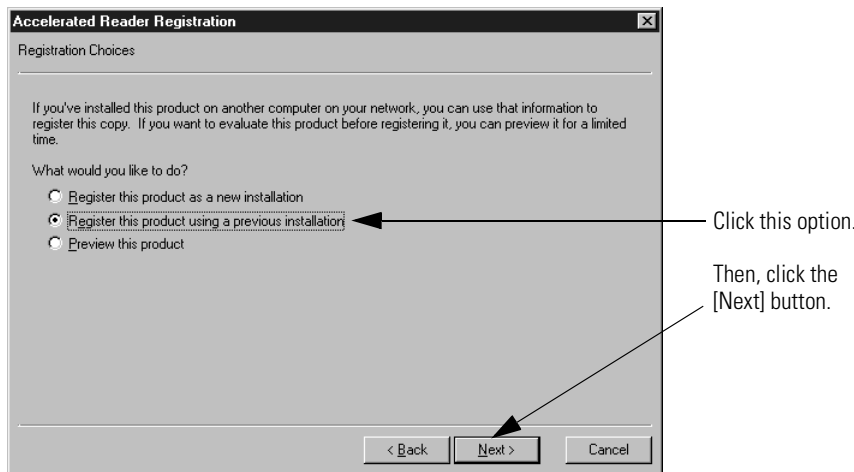 Accelerated Reader Registration
Registration Choices
If you've installed this product on another computer on your network, you can use that information to
register this copy. If you want to evaluate this product before registering it, you can preview it for a limited
time.
What would you like to do?
Register this product as a new installation
Register this product using a previous installation
Preview this product
Click this option.
Then, click the
[Next] button.
< Back
Next >
Cancel